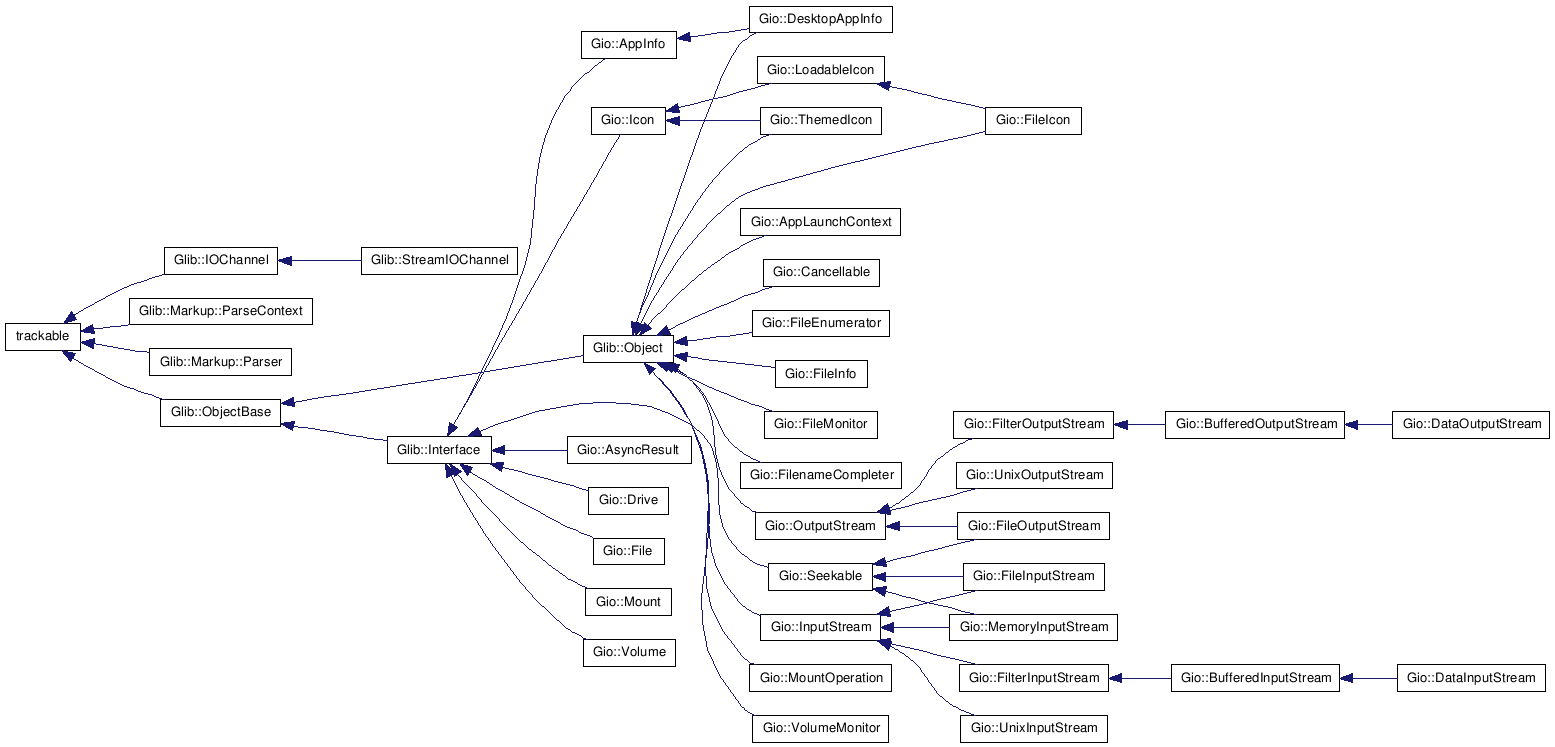 Gio::DesktopAppInfo
Gio::AppInfo
Gio::LoadableIcon
Gio::Icon
Gio::ThemedIcon
Gio::FileIcon
Gio::AppLaunchContext
Glib::IOChannel
Glib::StreamIOChannel
Gio::Cancellable
Glib::Markup::ParseContext
Gio::FileEnumerator
trackable
Glib::Object
Glib::Markup::Parser
Gio::FileInfo
Glib::ObjectBase
Gio::FileMonitor
Gio::FilterOutputStream
Gio::BufferedOutputStream
Gio::DataOutputStream
Glib::Interface
Gio::AsyncResult
Gio::FilenameCompleter
Gio::UnixOutputStream
Gio::Drive
Gio::OutputStream
Gio::FileOutputStream
Gio::File
Gio::Seekable
Gio::FileInputStream
Gio::Mount
Gio::InputStream
Gio::MemoryInputStream
Gio::Volume
Gio::MountOperation
Gio::FilterInputStream
Gio::BufferedInputStream
Gio::DataInputStream
Gio::VolumeMonitor
Gio::UnixInputStream